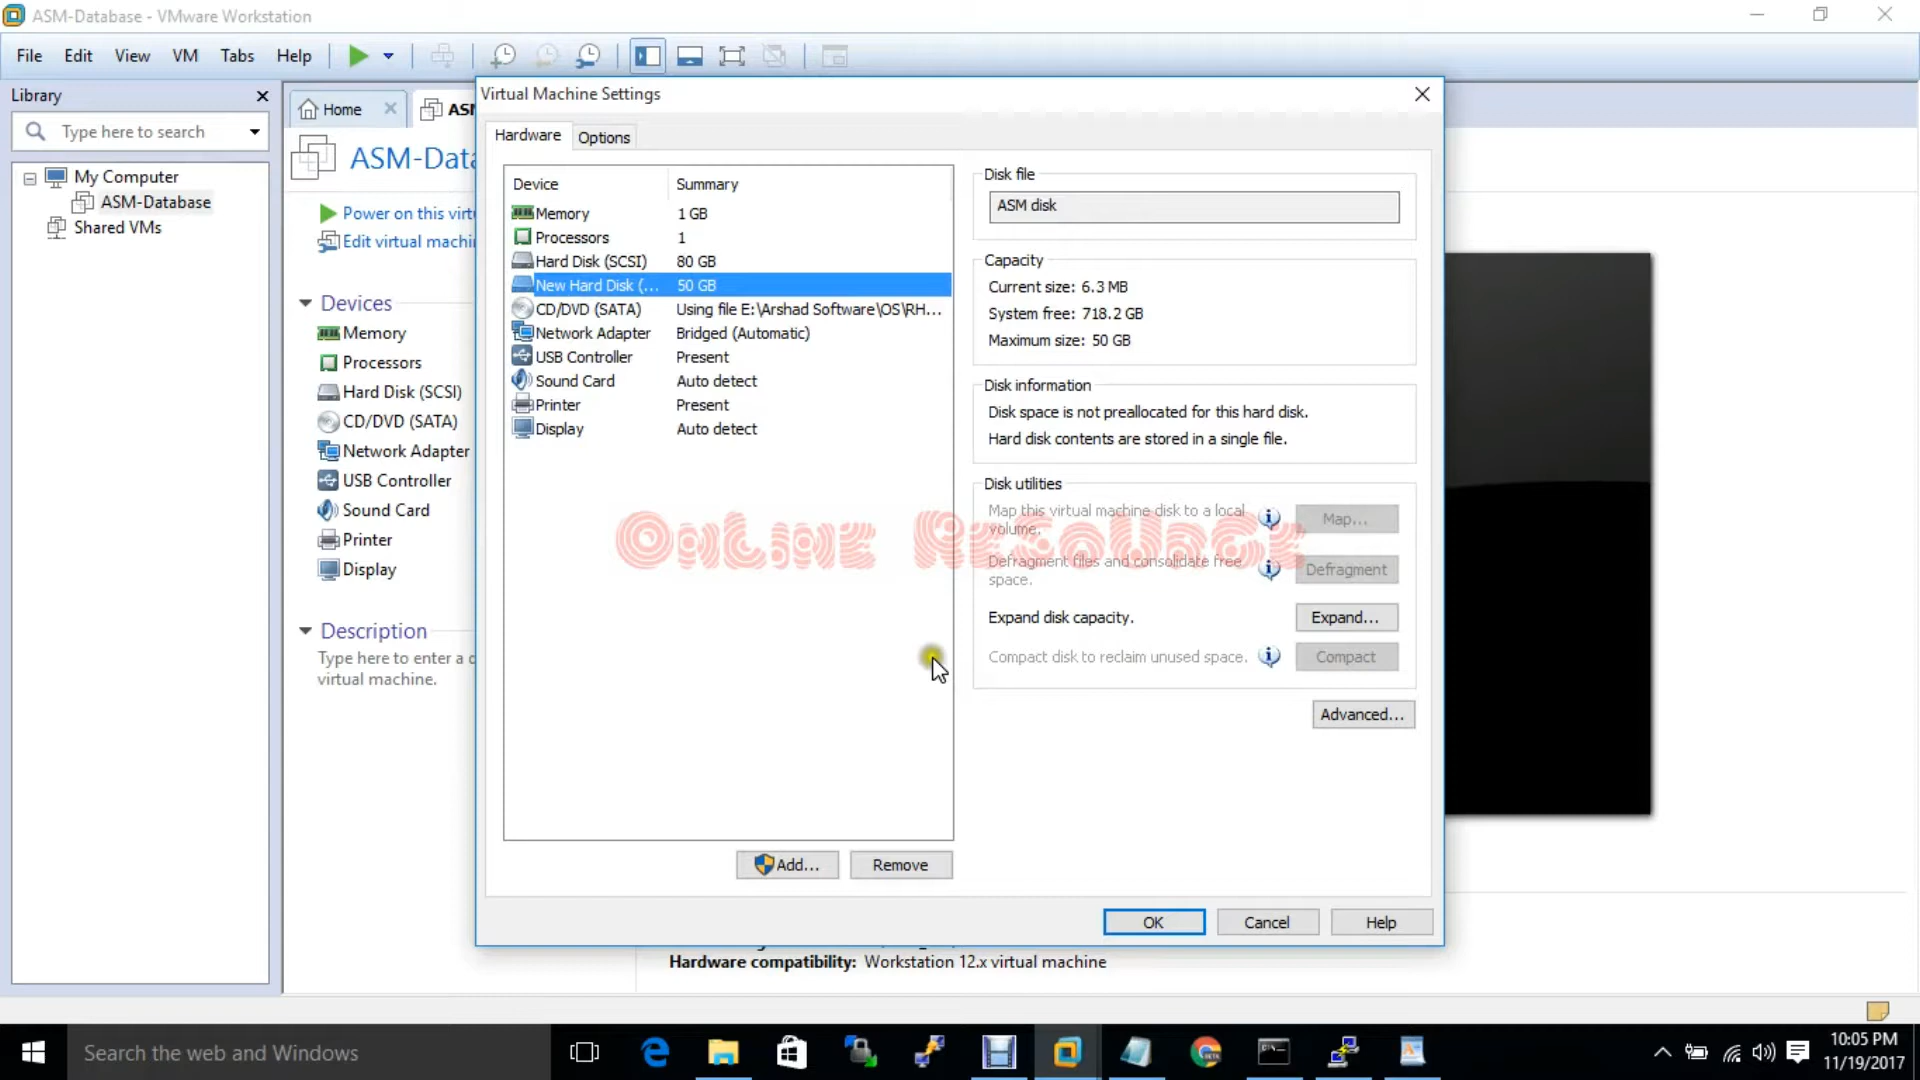 ASM-Database - VMware Workstation
File Edit View VM Tabs Help
Library
Type here to search
My Computer
ASM-Database
Shared VMs
Home
ASM-Data
Power on this virtu
Edit virtual machi
Devices
Memory
Processors
Hard Disk (SCSI)
CD/DVD (SATA)
Network Adapter
USB Controller
Sound Card
Printer
Display
Description
Type here to enter a
virtual machine.
Virtual Machine Settings
Hardware Options
Device Summary
Memory 1 GB
Processors 1
Hard Disk (SCSI) 80 GB
New Hard Disk (... 50 GB
CD/DVD (SATA) Using file E:\Arshad Software\OS\RH...
Network Adapter Bridged (Automatic)
USB Controller Present
Sound Card Auto detect
Printer Present
Display Auto detect
Add... Remove
Disk file
ASM disk
Capacity
Current size: 6.3 MB
System free: 718.2 GB
Maximum size: 50 GB
Disk information
Disk space is not preallocated for this hard disk.
Hard disk contents are stored in a single file.
Disk utilities
Map this virtual machine disk to a local
volume.
Map...
Defragment files and consolidate free
space.
Defragment
Expand disk capacity. Expand...
Compact disk to reclaim unused space. Compact
Advanced...
OK Cancel Help
OnLinE ReSoUrCE
Hardware compatibility: Workstation 12.x virtual machine
Search the web and Windows
10:05 PM
11/19/2017